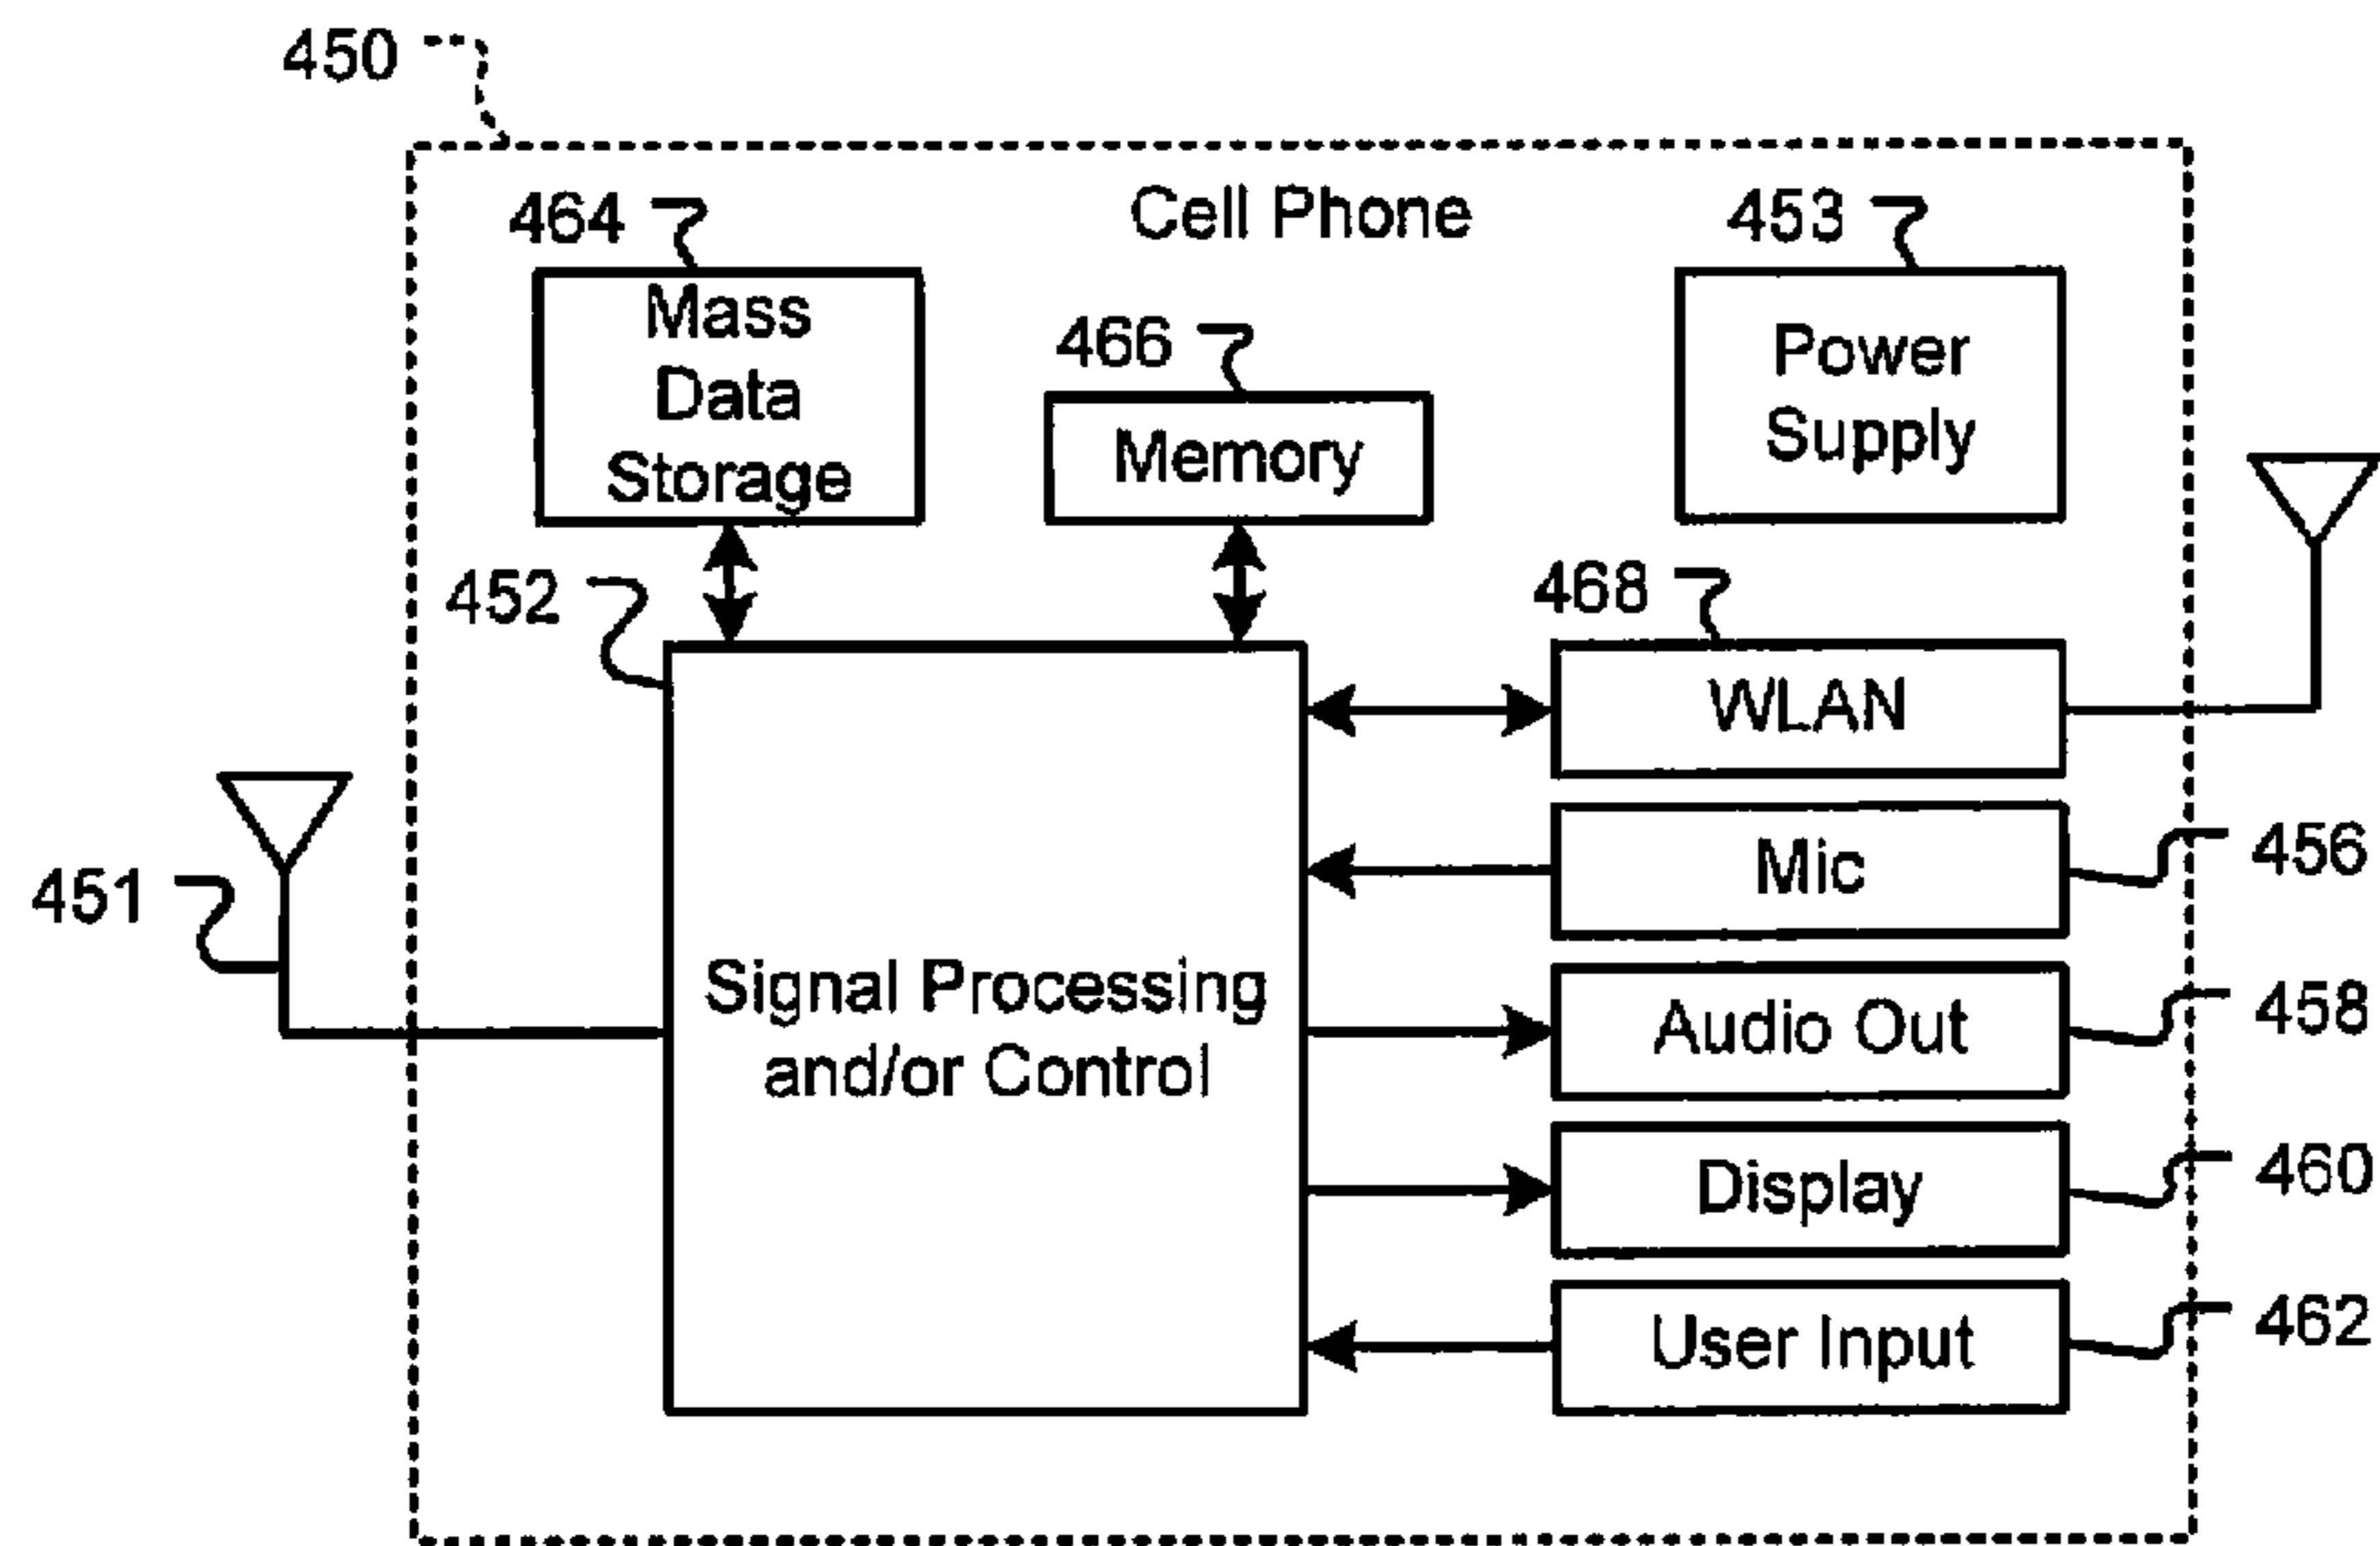 450
Cell Phone
464
453
Mass
Data
Storage
466
Memory
Power
Supply
452
468
WLAN
451
Mic
456
Signal Processing
and/or Control
Audio Out
458
Display
460
User Input
462